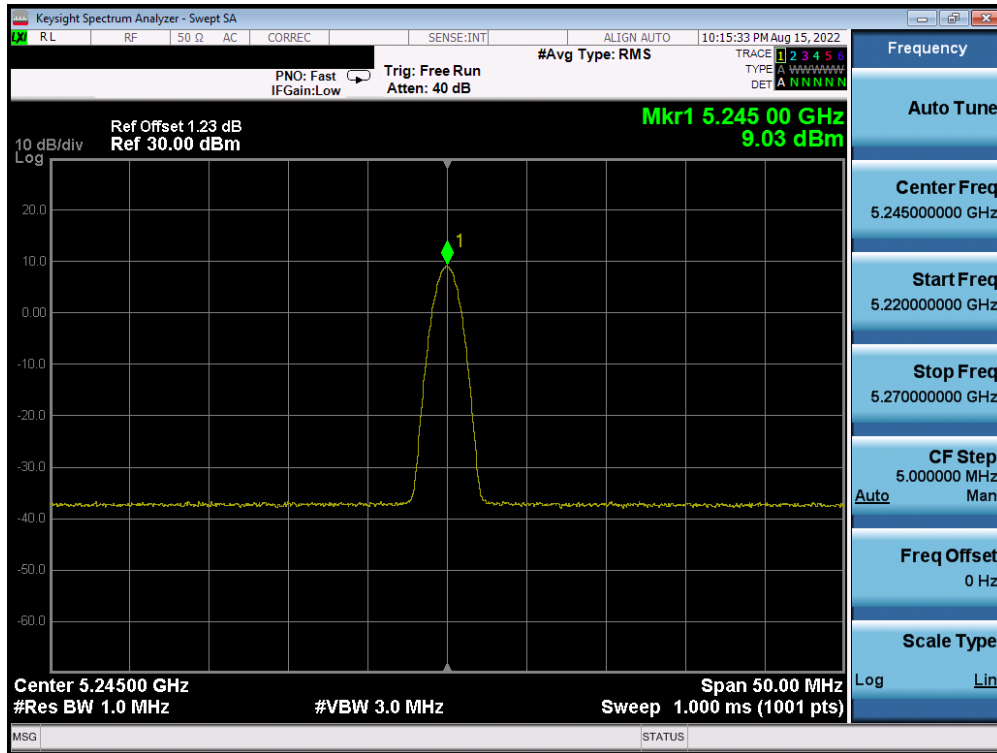 Keysight Spectrum Analyzer - Swept SA
LXI RL RF 50 Ω AC CORREC SENSE:INT ALIGN AUTO 10:15:33 PM Aug 15, 2022
Frequency
#Avg Type: RMS TRACE 1 2 3 4 5 6
PNO: Fast Trig: Free Run TYPE A WWWWW
IFGain:Low Atten: 40 dB DET A N N N N N
Auto Tune
Mkr1 5.245 00 GHz
Ref Offset 1.23 dB
10 dB/div Ref 30.00 dBm 9.03 dBm
Log
Center Freq
5.245000000 GHz
20.0
1
10.0
Start Freq
5.220000000 GHz
0.00
-10.0
Stop Freq
5.270000000 GHz
-20.0
-30.0
CF Step
5.000000 MHz
Auto Man
-40.0
-50.0
Freq Offset
0 Hz
-60.0
Scale Type
Log Lin
Center 5.24500 GHz Span 50.00 MHz
#Res BW 1.0 MHz #VBW 3.0 MHz Sweep 1.000 ms (1001 pts)
MSG STATUS